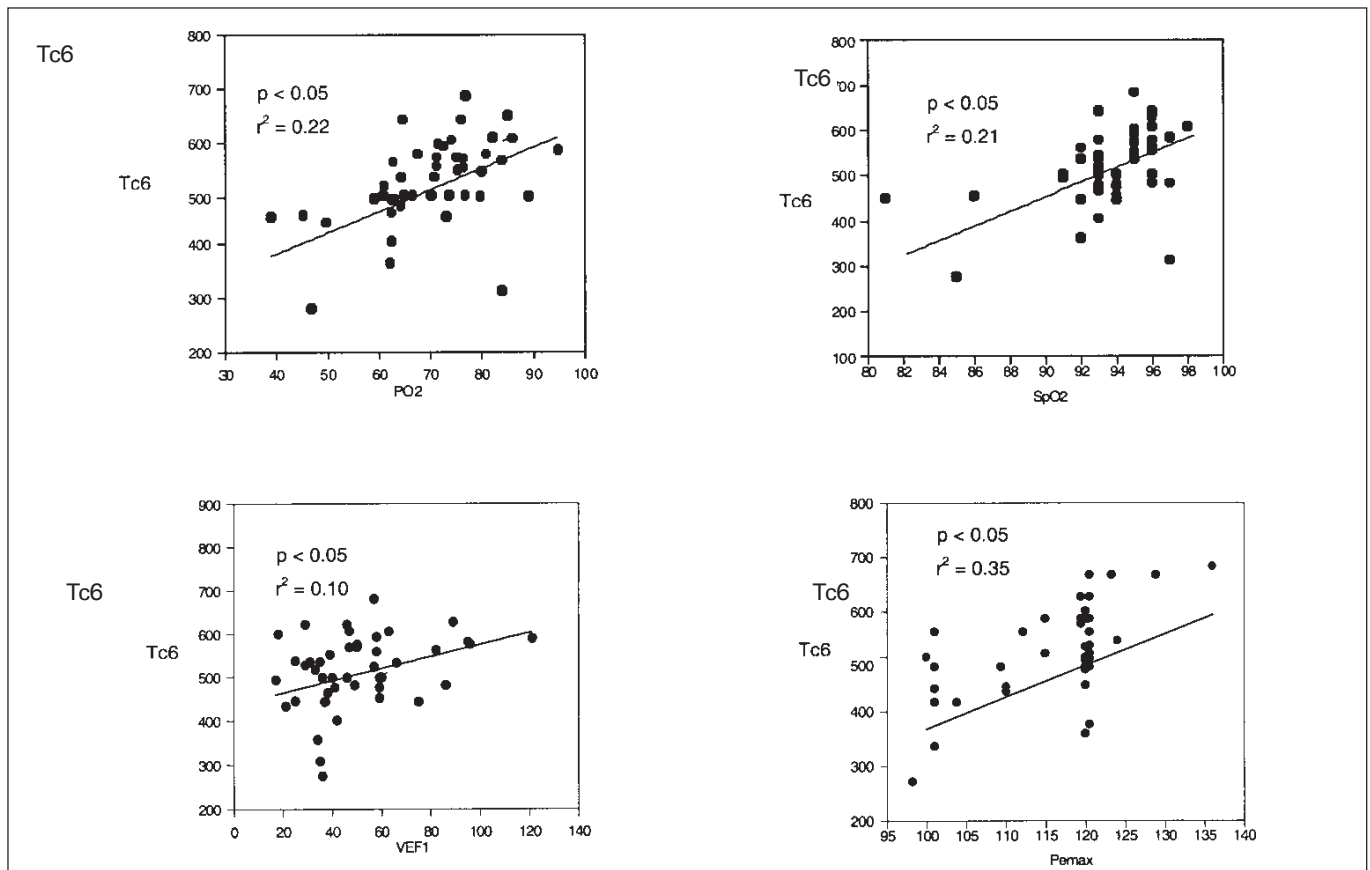 Tc6
800
700
600
500
400
300
200
Tc6
p < 0.05
r² = 0.22
30 40 50 60 70 80 90 100
PO2
Tc6
800
700
600
500
400
300
200
100
Tc6
p < 0.05
r² = 0.21
80 82 84 86 88 90 92 94 96 98 100
SpO2
Tc6
900
800
700
600
500
400
300
200
Tc6
p < 0.05
r² = 0.10
0 20 40 60 80 100 120 140
VEF1
Tc6
800
700
600
500
400
300
200
Tc6
p < 0.05
r² = 0.35
95 100 105 110 115 120 125 130 135 140
Pemax